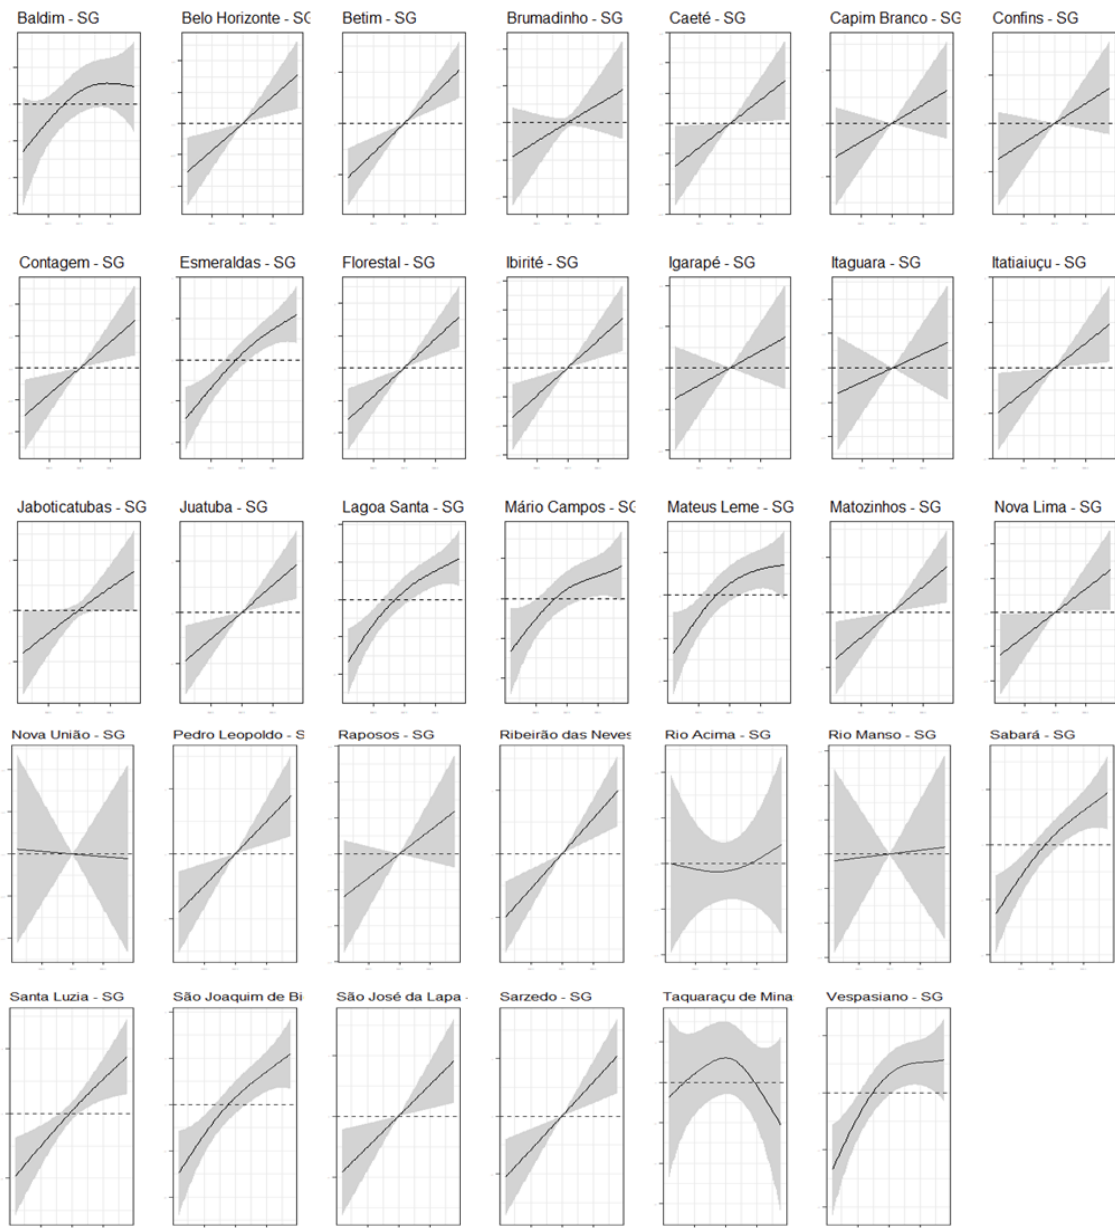 Baldim - SG
Belo Horizonte - SG
Betim - SG
Brumadinho - SG
Caeté - SG
Capim Branco - SG
Confins - SG
Contagem - SG
Esmeraldas - SG
Florestal - SG
Ibirité - SG
Igarapé - SG
Itaguara - SG
Itatiaiuçu - SG
Jaboticatubas - SG
Juatuba - SG
Lagoa Santa - SG
Mário Campos - SG
Mateus Leme - SG
Matozinhos - SG
Nova Lima - SG
Nova União - SG
Pedro Leopoldo - S
Raposos - SG
Ribeirão das Neves
Rio Acima - SG
Rio Manso - SG
Sabará - SG
Santa Luzia - SG
São Joaquim de Bi
São José da Lapa -
Sarzedo - SG
Taquaraçu de Mina
Vespasiano - SG